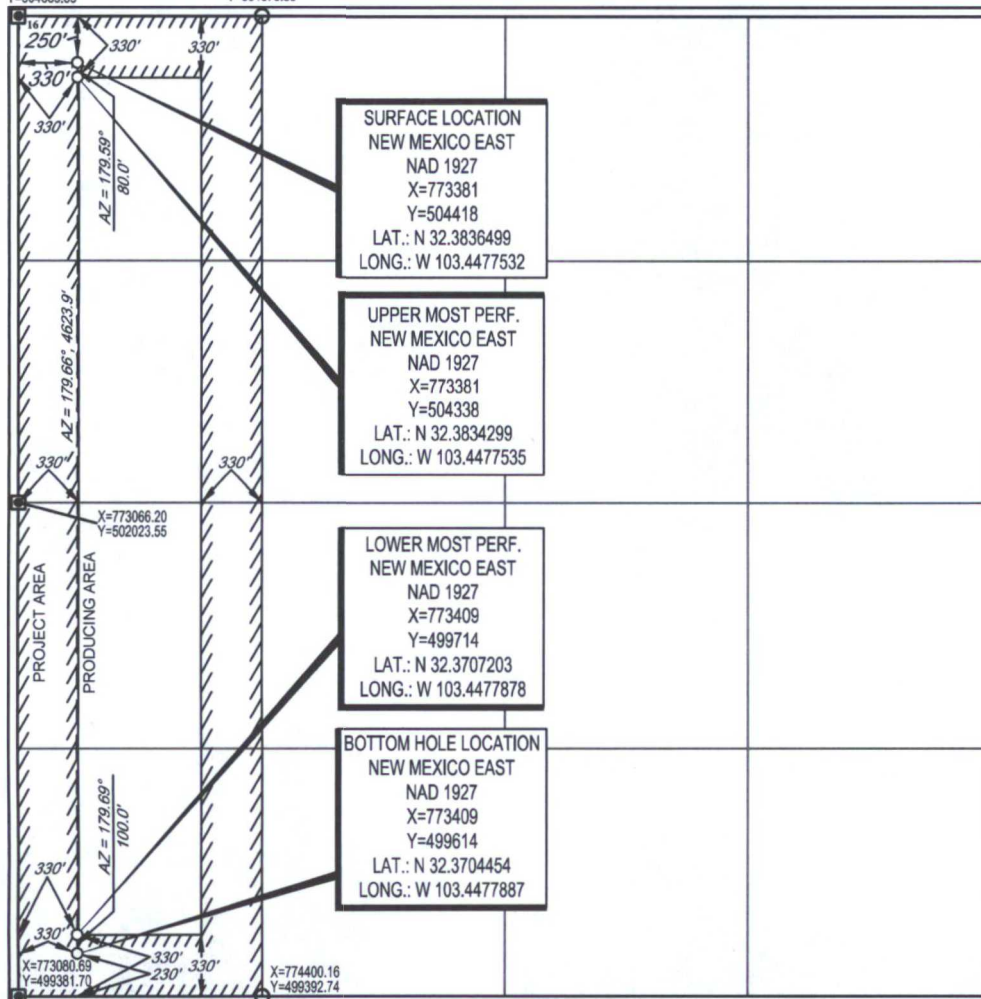 16
250'
330'
330'
330'
330'
AZ = 179.59°
80.0'
SURFACE LOCATION
NEW MEXICO EAST
NAD 1927
X=773381
Y=504418
LAT.: N 32.3836499
LONG.: W 103.4477532
UPPER MOST PERF.
NEW MEXICO EAST
NAD 1927
X=773381
Y=504338
LAT.: N 32.3834299
LONG.: W 103.4477535
AZ = 179.66°, 4623.9'
330'
330'
X=773066.20
Y=502023.55
PROJECT AREA
PRODUCING AREA
LOWER MOST PERF.
NEW MEXICO EAST
NAD 1927
X=773409
Y=499714
LAT.: N 32.3707203
LONG.: W 103.4477878
BOTTOM HOLE LOCATION
NEW MEXICO EAST
NAD 1927
X=773409
Y=499614
LAT.: N 32.3704454
LONG.: W 103.4477887
AZ = 179.69°
100.0'
330'
330'
330'
230'
330'
X=773080.69
Y=499381.70
X=774400.16
Y=499392.74